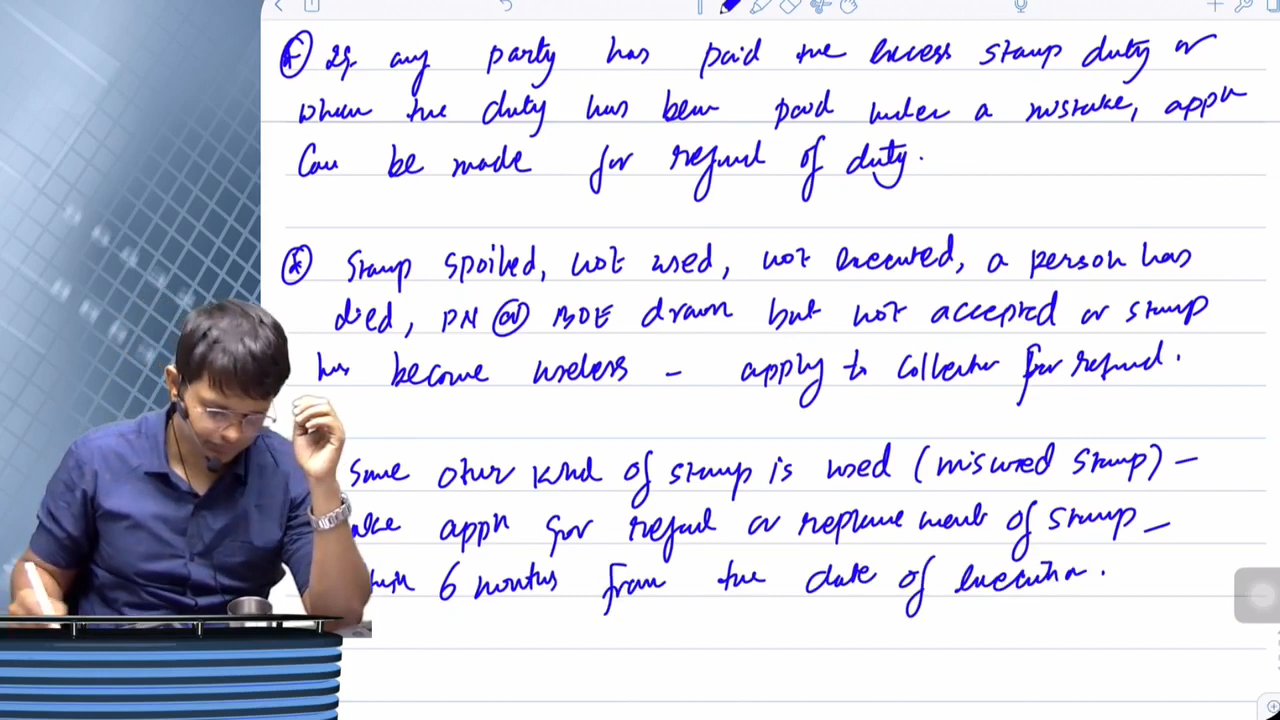 If any party has paid the excess stamp duty or
where the duty has been paid under a mistake, appn
can be made for refund of duty.
Stamp spoiled, not used, not executed, a person has
died, PN or BOE drawn but not accepted or stamp
has become useless - apply to collector for refund.
Some other kind of stamp is used (misused stamp) -
appn for refund or replacement of stamp -
6 months from the date of execution.